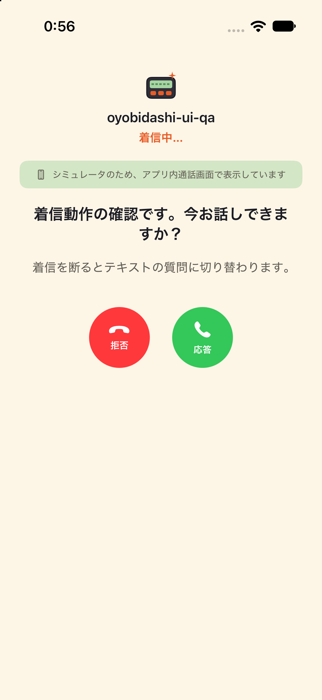 0:56
oyobidashi-ui-qa
着信中...
シミュレータのため、アプリ内通話画面で表示しています
着信動作の確認です。今お話しできま
すか？
着信を断るとテキストの質問に切り替わります。
拒否
応答